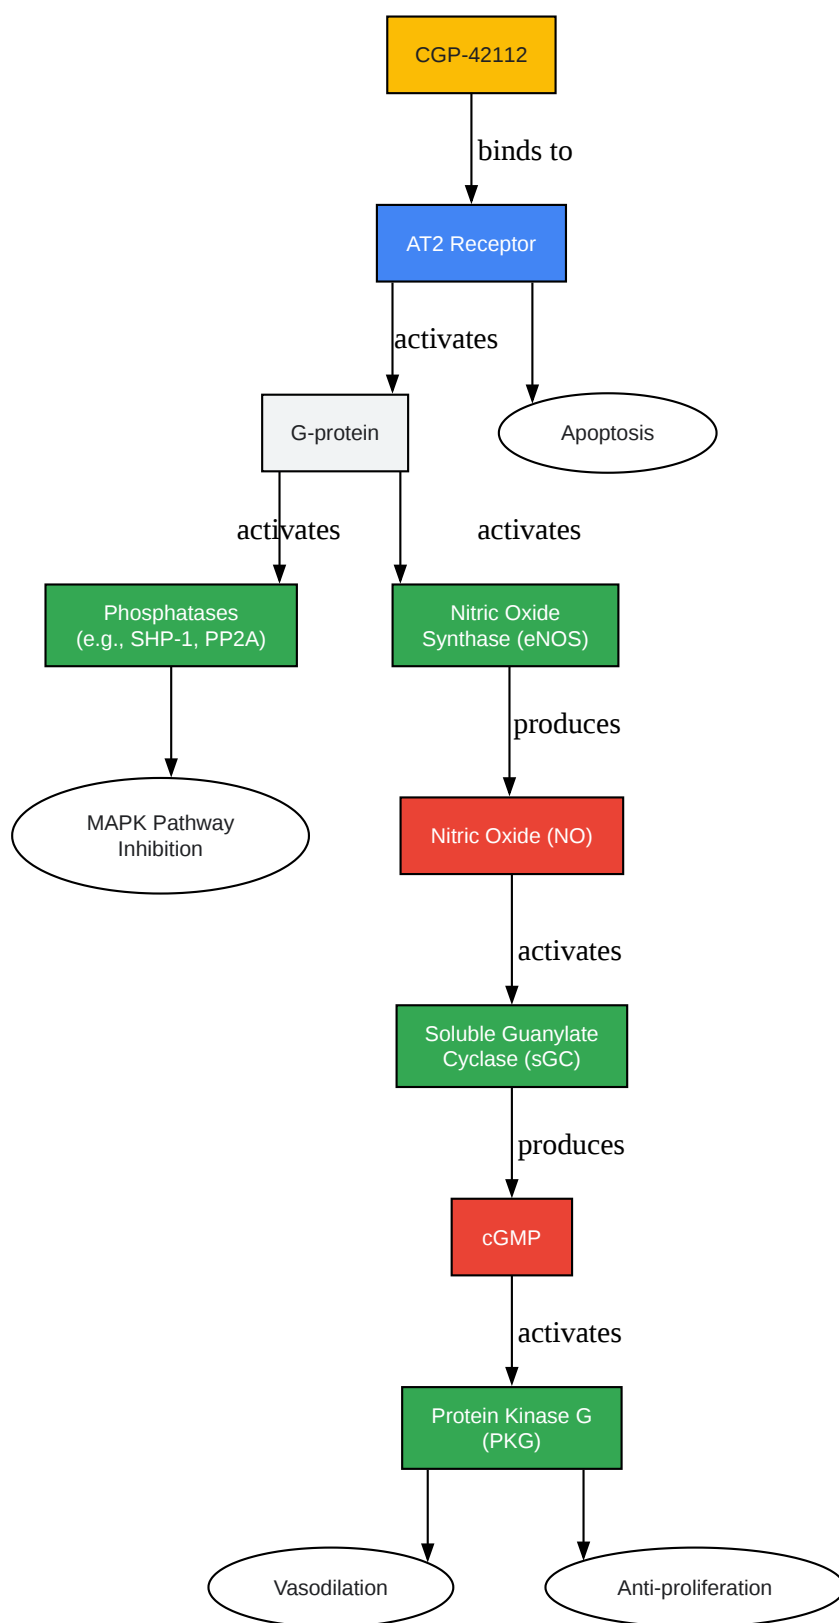 CGP-42112
binds to
AT2 Receptor
activates
G-protein
Apoptosis
activates
activates
Phosphatases
(e.g., SHP-1, PP2A)
Nitric Oxide
Synthase (eNOS)
produces
MAPK Pathway
Inhibition
Nitric Oxide (NO)
activates
Soluble Guanylate
Cyclase (sGC)
produces
cGMP
activates
Protein Kinase G
(PKG)
Vasodilation
Anti-proliferation